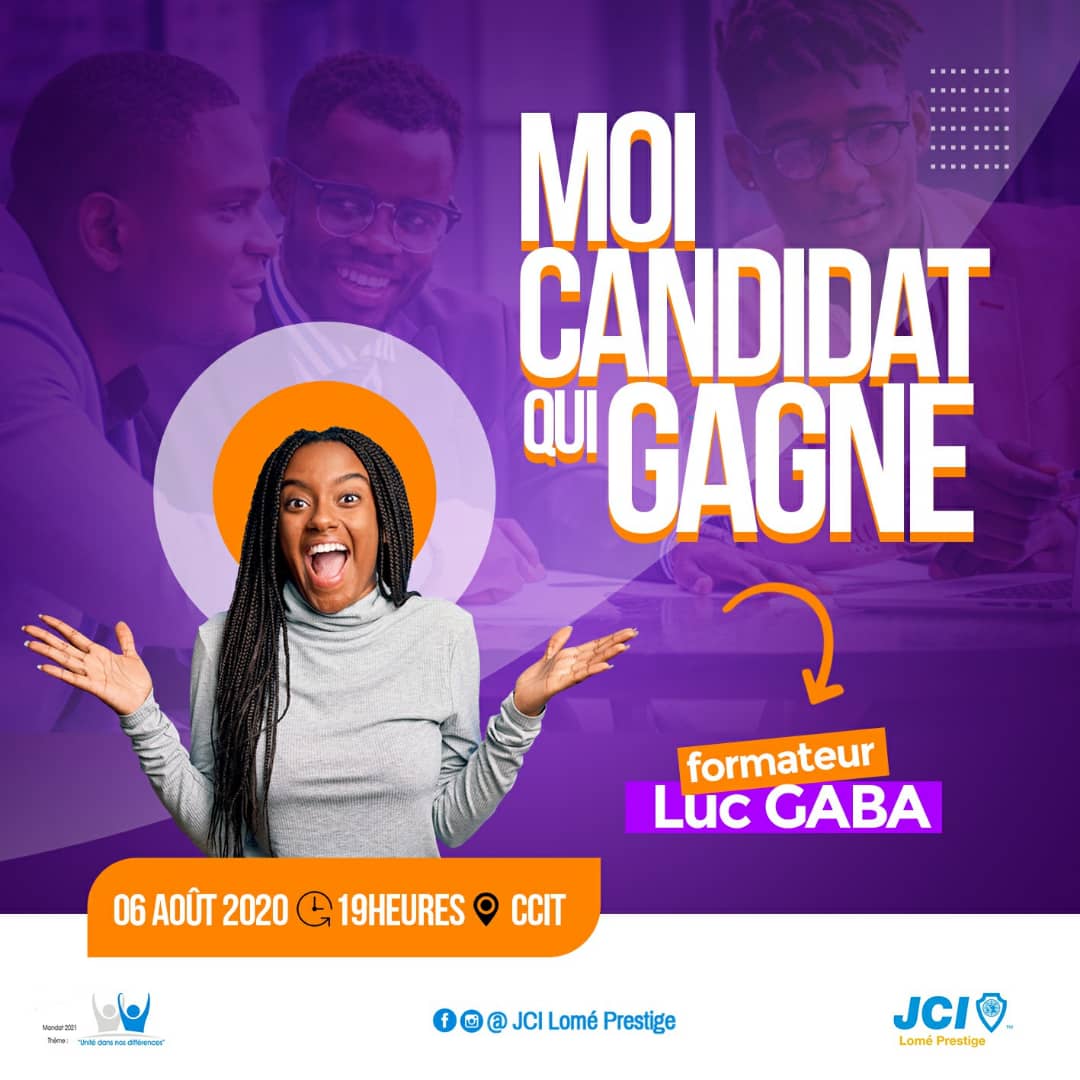 MOI
CANDIDAT
QUI GAGNE
formateur
Luc GABA
06 AOÛT 2020 19HEURES CCIT
Mandat 2021
Thème : "Unité dans nos différences"
@ JCI Lomé Prestige
JCI
Lomé Prestige